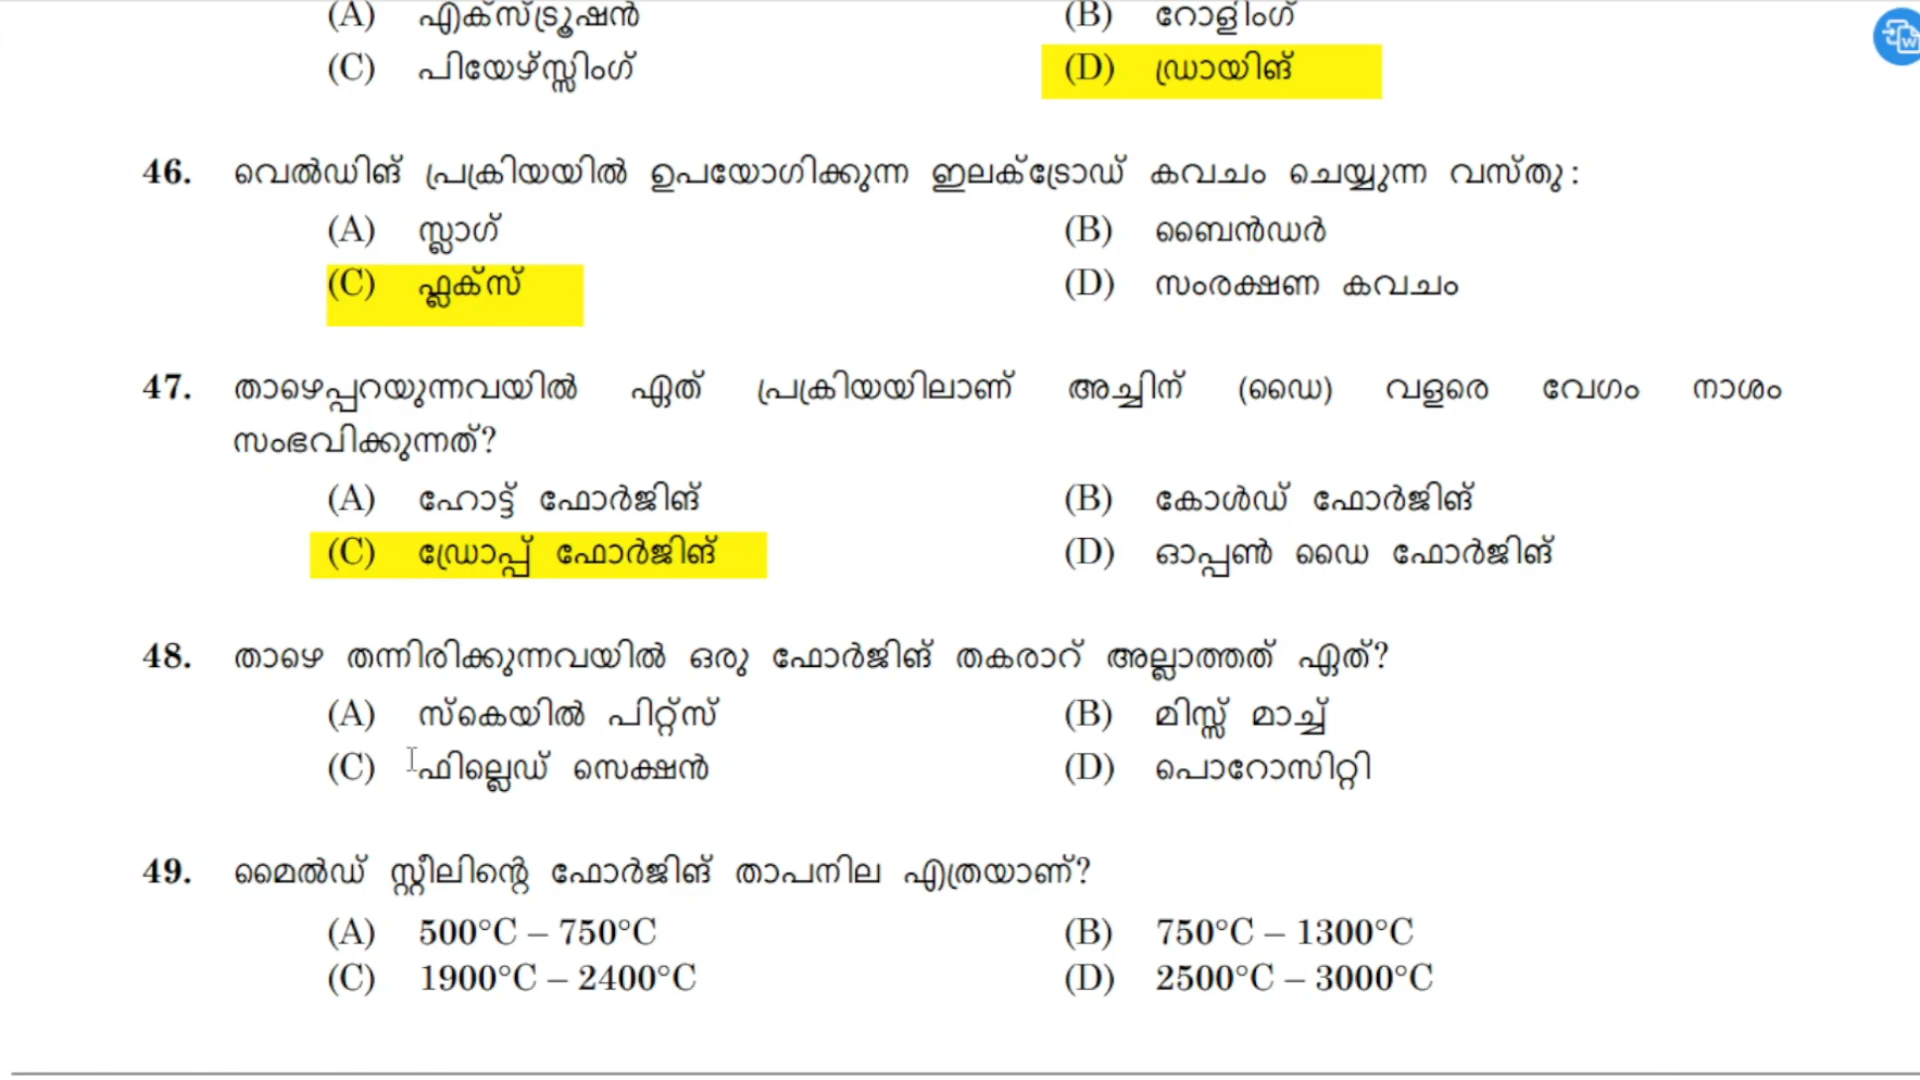 (A) എക്സ്ട്രൂഷൻ (B) റോളിംഗ്
(C) പിയേഴ്സ്സിംഗ് (D) ഡ്രായിങ്
46. വെൽഡിങ് പ്രക്രിയയിൽ ഉപയോഗിക്കുന്ന ഇലക്ട്രോഡ് കവചം ചെയ്യുന്ന വസ്തു :
(A) സ്ലാഗ് (B) ബൈൻഡർ
(C) ഫ്ലക്സ് (D) സംരക്ഷണ കവചം
47. താഴെപ്പറയുന്നവയിൽ ഏത് പ്രക്രിയയിലാണ് അച്ചിന് (ഡൈ) വളരെ വേഗം നാശം
സംഭവിക്കുന്നത്?
(A) ഹോട്ട് ഫോർജിങ് (B) കോൾഡ് ഫോർജിങ്
(C) ഡ്രോപ്പ് ഫോർജിങ് (D) ഓപ്പൺ ഡൈ ഫോർജിങ്
48. താഴെ തന്നിരിക്കുന്നവയിൽ ഒരു ഫോർജിങ് തകരാറ് അല്ലാത്തത് ഏത്?
(A) സ്കെയിൽ പിറ്റ്സ് (B) മിസ്സ് മാച്ച്
(C) ഫില്ലെഡ് സെക്ഷൻ (D) പൊറോസിറ്റി
49. മൈൽഡ് സ്റ്റീലിന്റെ ഫോർജിങ് താപനില എത്രയാണ്?
(A) 500°C – 750°C (B) 750°C – 1300°C
(C) 1900°C – 2400°C (D) 2500°C – 3000°C